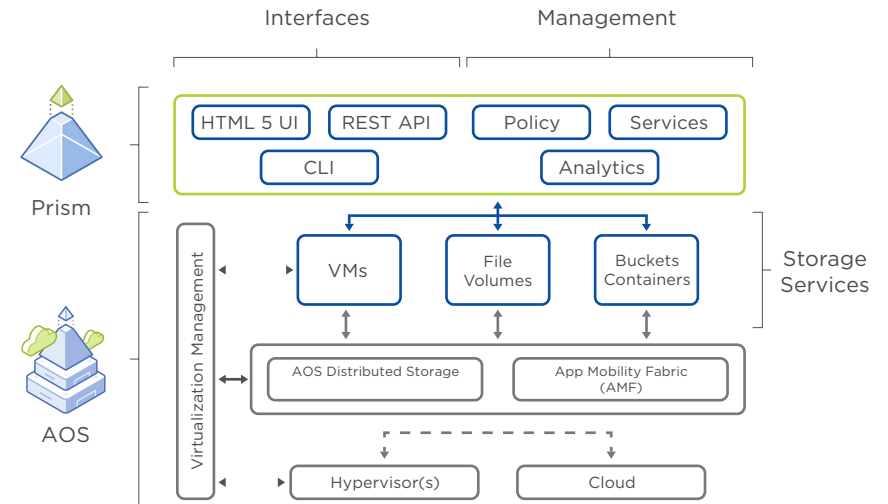 Interfaces
Management
HTML 5 UI
REST API
Policy
Services
CLI
Analytics
Prism
Virtualization Management
VMs
File
Volumes
Buckets
Containers
Storage
Services
AOS Distributed Storage
App Mobility Fabric
(AMF)
AOS
Hypervisor(s)
Cloud